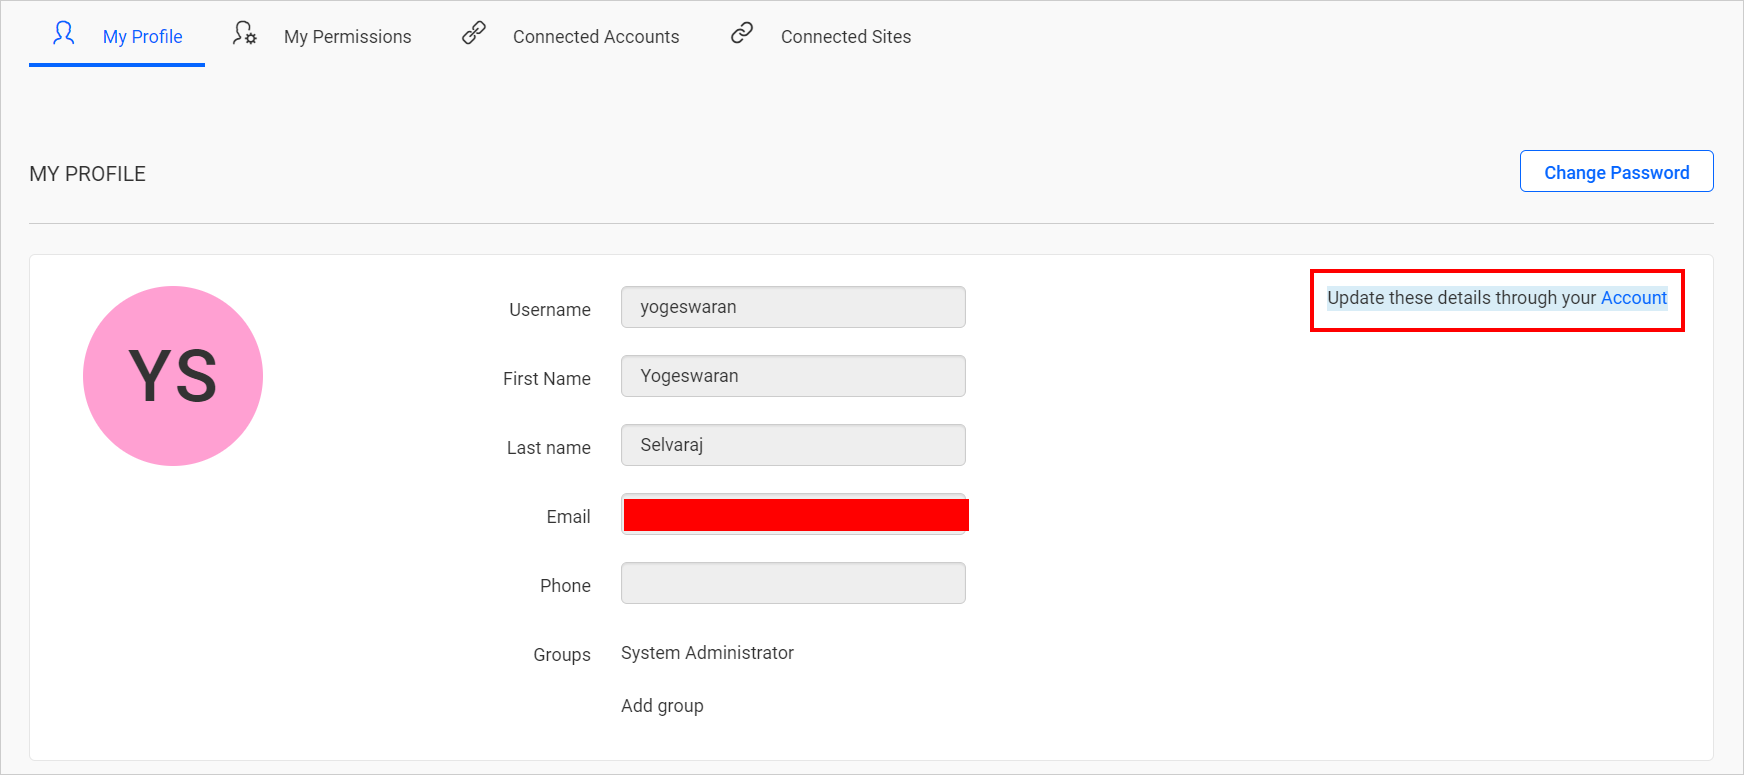 My Profile My Permissions Connected Accounts Connected Sites
MY PROFILE
Change Password
YS
Username yogeswaran
Update these details through your Account
First Name Yogeswaran
Last name Selvaraj
Email
Phone
Groups System Administrator
Add group